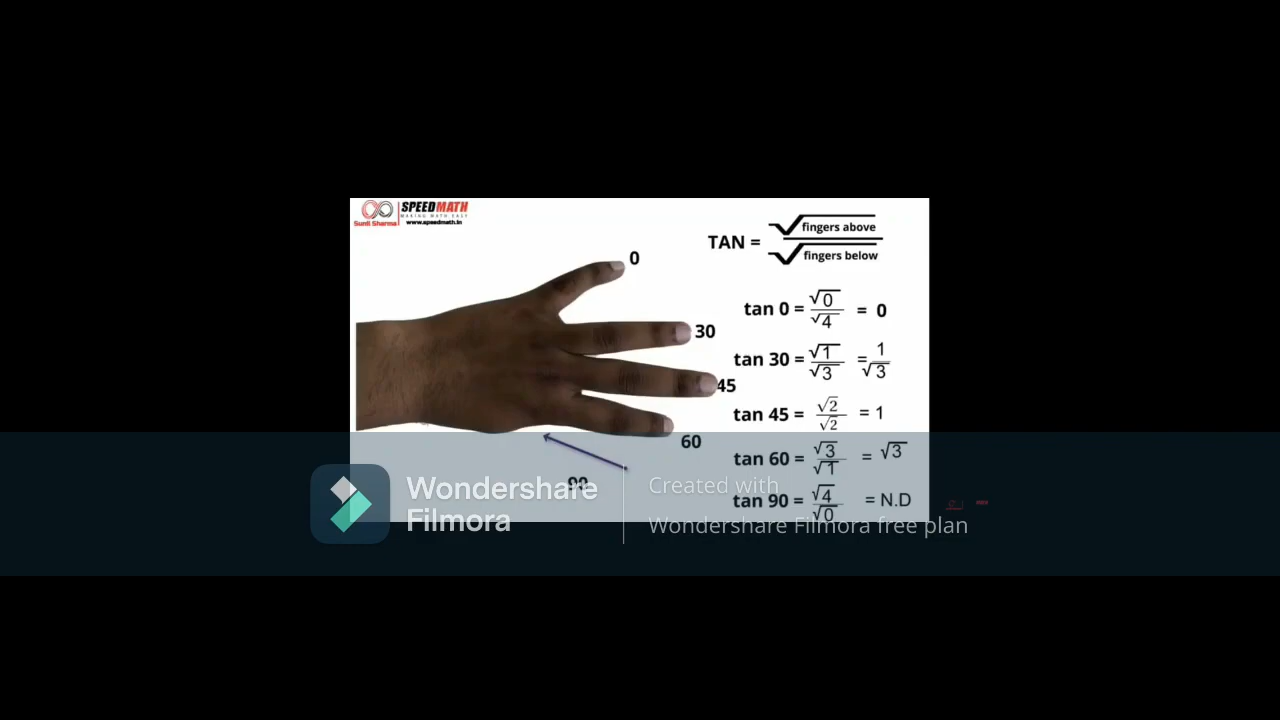 SPEEDMATH
MAKING MATH EASY
Sunil Sharma
www.speedmath.in
TAN = √fingers above / √fingers below
0
30
45
60
90
tan 0 = √0/√4 = 0
tan 30 = √1/√3 = 1/√3
tan 45 = √2/√2 = 1
tan 60 = √3/√1 = √3
tan 90 = √4/√0 = N.D
Wondershare
Filmora
Created with
Wondershare Filmora free plan